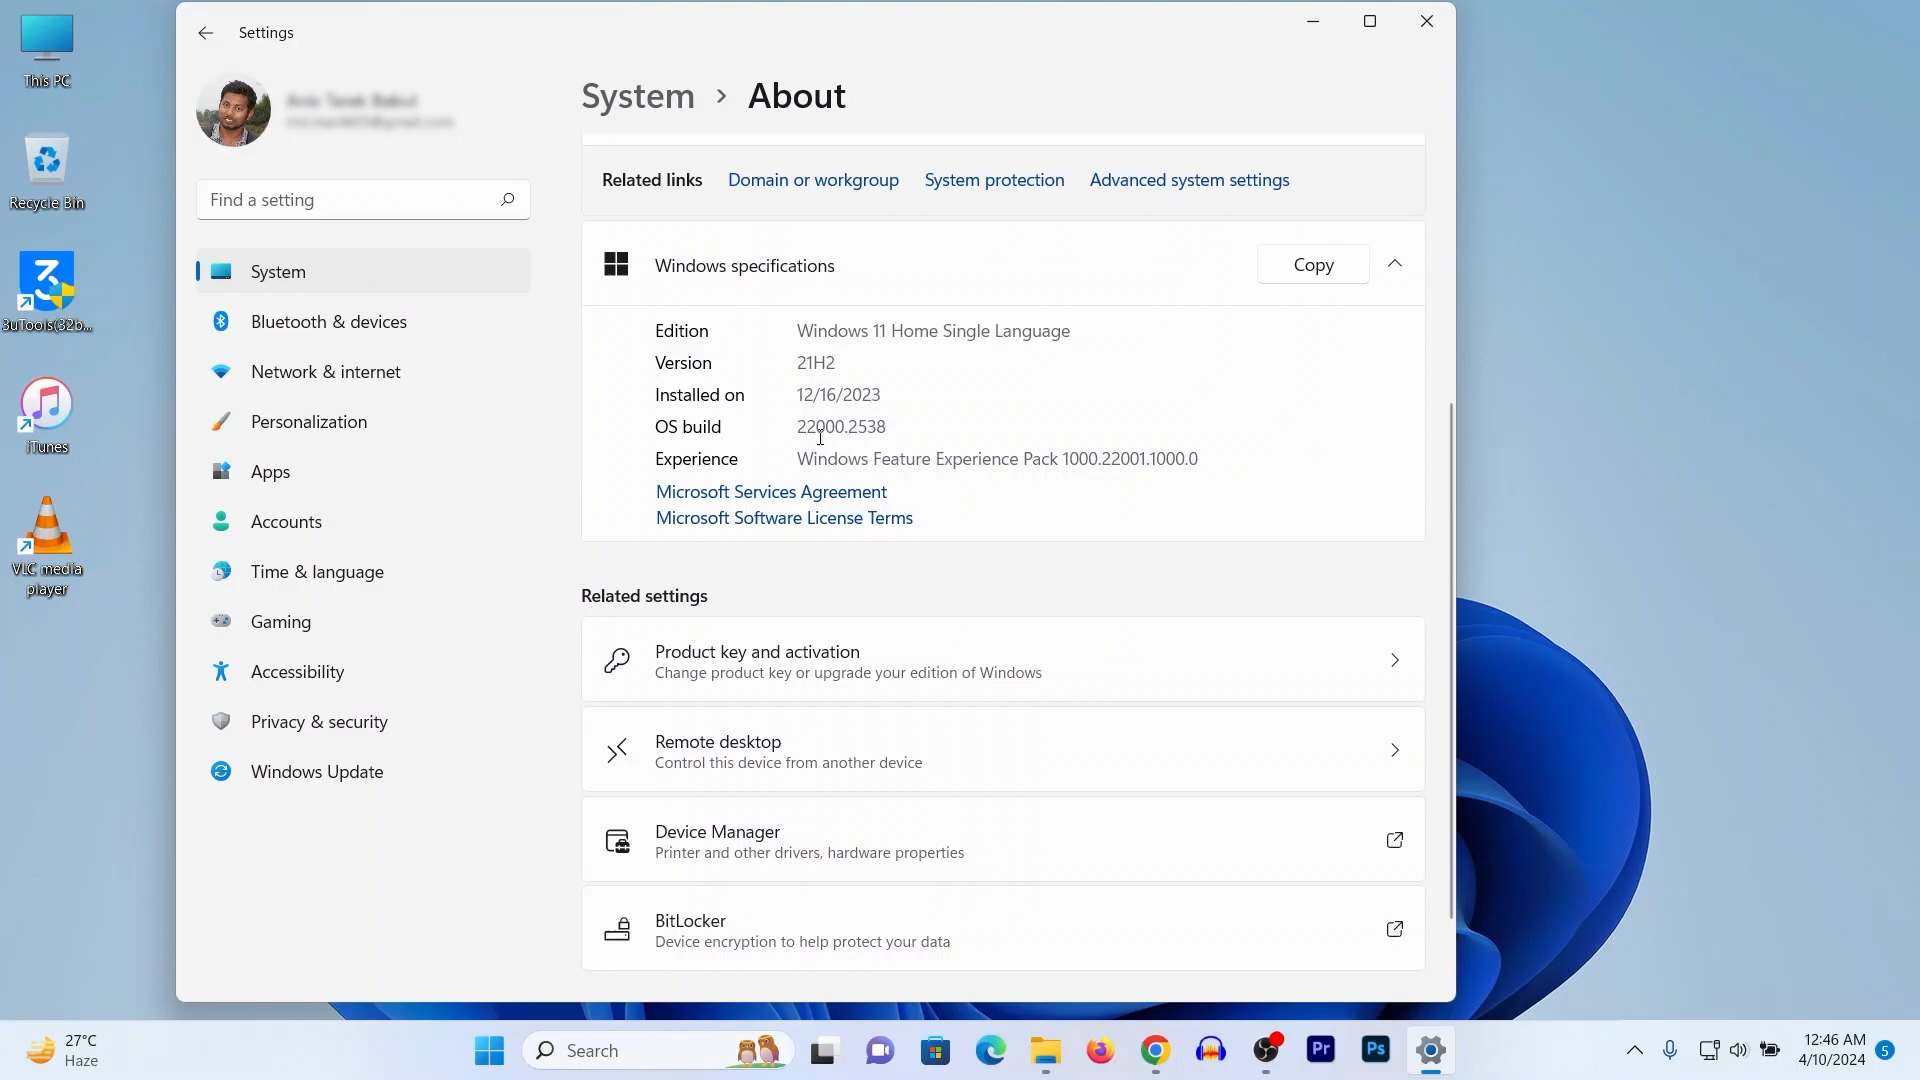 This PC
Recycle Bin
3uTools(32b...
iTunes
VLC media
player
Settings
Find a setting
System
Bluetooth & devices
Network & internet
Personalization
Apps
Accounts
Time & language
Gaming
Accessibility
Privacy & security
Windows Update
System > About
Related links Domain or workgroup System protection Advanced system settings
Windows specifications Copy
Edition Windows 11 Home Single Language
Version 21H2
Installed on 12/16/2023
OS build 22000.2538
Experience Windows Feature Experience Pack 1000.22001.1000.0
Microsoft Services Agreement
Microsoft Software License Terms
Related settings
Product key and activation
Change product key or upgrade your edition of Windows
Remote desktop
Control this device from another device
Device Manager
Printer and other drivers, hardware properties
BitLocker
Device encryption to help protect your data
27°C
Haze
Search
Pr
Ps
12:46 AM
4/10/2024
5